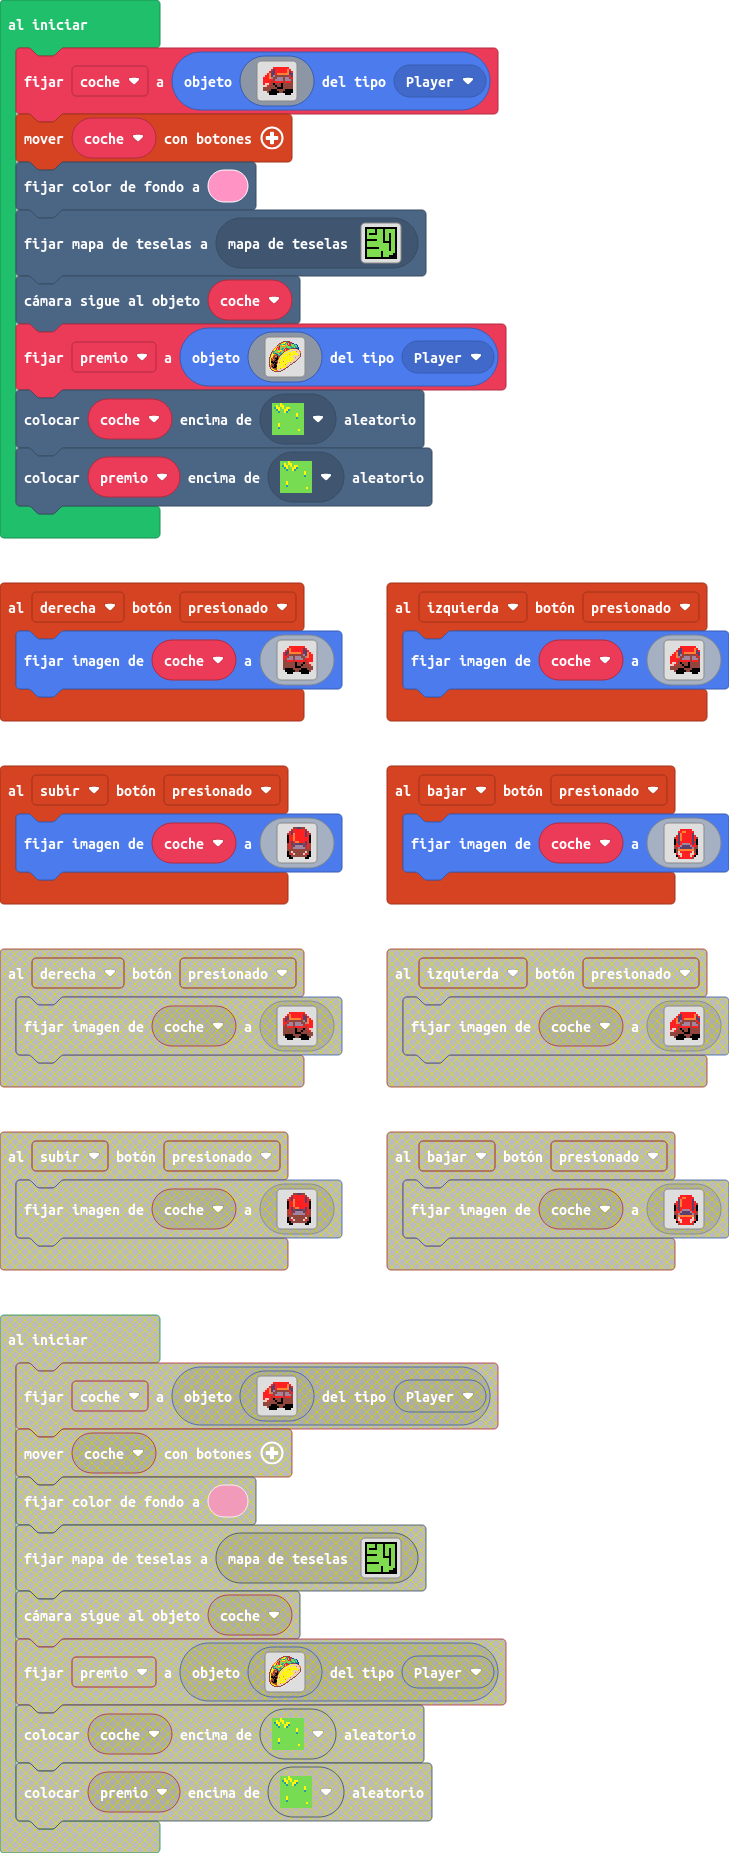 al iniciar
fijar coche a objeto del tipo Player
mover coche con botones
fijar color de fondo a
fijar mapa de teselas a mapa de teselas
cámara sigue al objeto coche
fijar premio a objeto del tipo Player
colocar coche encima de aleatorio
colocar premio encima de aleatorio
al derecha botón presionado
fijar imagen de coche a
al izquierda botón presionado
fijar imagen de coche a
al subir botón presionado
fijar imagen de coche a
al bajar botón presionado
fijar imagen de coche a
al derecha botón presionado
fijar imagen de coche a
al izquierda botón presionado
fijar imagen de coche a
al subir botón presionado
fijar imagen de coche a
al bajar botón presionado
fijar imagen de coche a
al iniciar
fijar coche a objeto del tipo Player
mover coche con botones
fijar color de fondo a
fijar mapa de teselas a mapa de teselas
cámara sigue al objeto coche
fijar premio a objeto del tipo Player
colocar coche encima de aleatorio
colocar premio encima de aleatorio